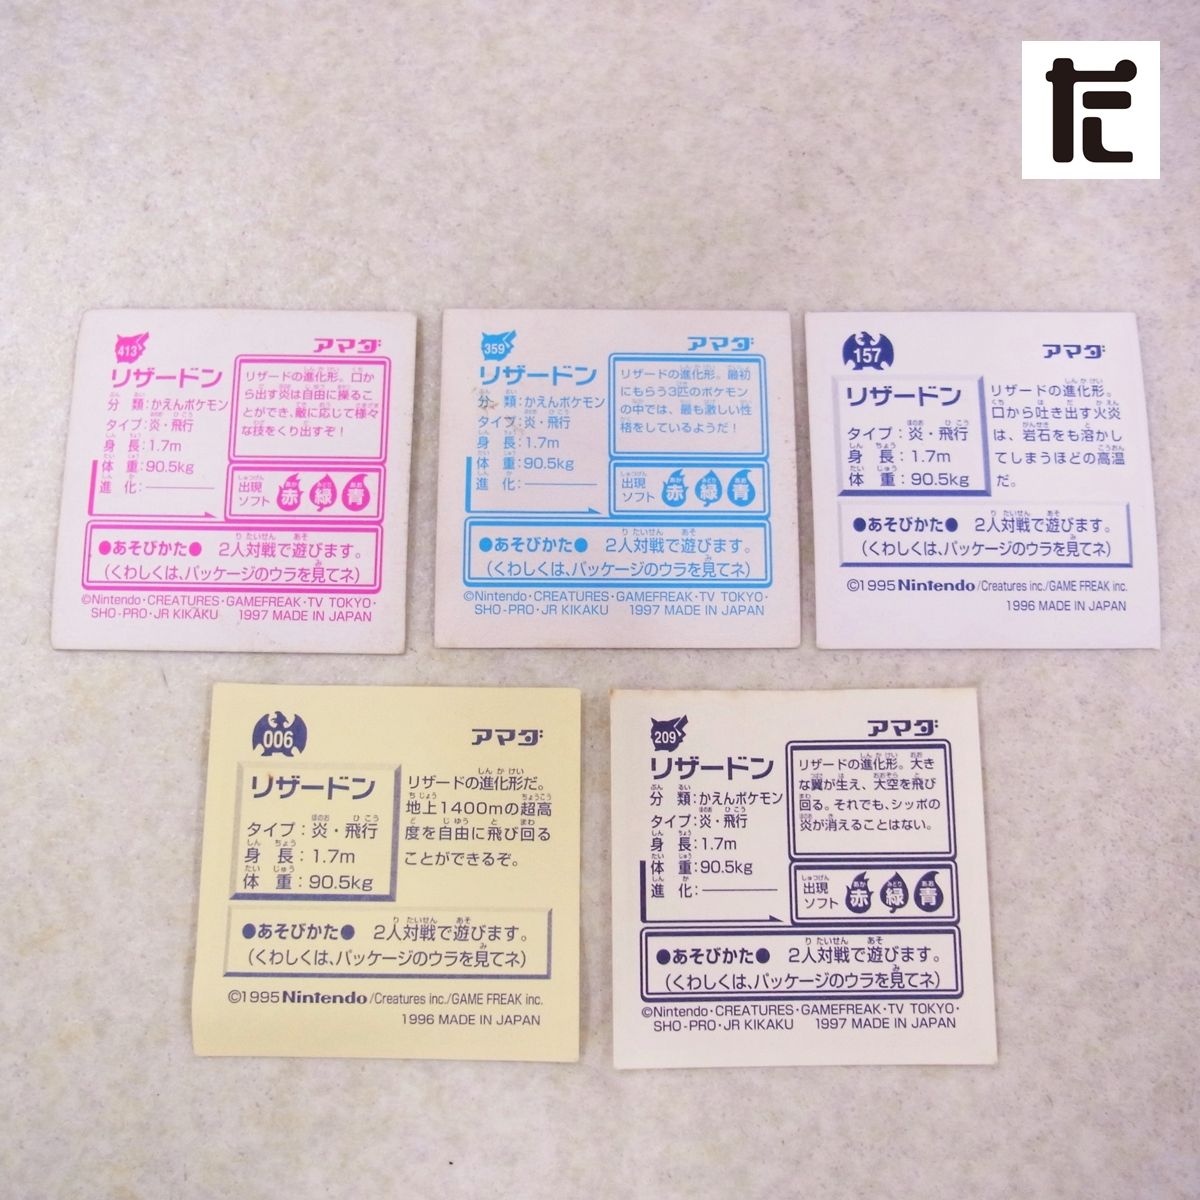 413
アマダ
リザードン
分類：かえんポケモン
タイプ：炎・飛行
身長：1.7m
体重：90.5kg
進化：―――――
リザードの進化形。口か
ら出す炎は自由に操るこ
とができ、敵に応じて様々
な技をくり出すぞ！
出現
ソフト
赤 緑 青
●あそびかた● 2人対戦で遊びます。
（くわしくは、パッケージのウラを見てネ）
©Nintendo・CREATURES・GAMEFREAK・TV TOKYO・
SHO-PRO・JR KIKAKU 1997 MADE IN JAPAN
359
アマダ
リザードン
分類：かえんポケモン
タイプ：炎・飛行
身長：1.7m
体重：90.5kg
進化：―――――
リザードの進化形。最初
にもらう3匹のポケモン
の中では、最も激しい性
格をしているようだ！
出現
ソフト
赤 緑 青
●あそびかた● 2人対戦で遊びます。
（くわしくは、パッケージのウラを見てネ）
©Nintendo・CREATURES・GAMEFREAK・TV TOKYO・
SHO-PRO・JR KIKAKU 1997 MADE IN JAPAN
157
アマダ
リザードン
タイプ：炎・飛行
身長：1.7m
体重：90.5kg
リザードの進化形。
口から吐き出す火炎
は、岩石をも溶かし
てしまうほどの高温
だ。
●あそびかた● 2人対戦で遊びます。
（くわしくは、パッケージのウラを見てネ）
©1995 Nintendo/Creatures inc./GAME FREAK inc.
1996 MADE IN JAPAN
006
アマダ
リザードン
タイプ：炎・飛行
身長：1.7m
体重：90.5kg
リザードの進化形だ。
地上1400mの超高
度を自由に飛び回る
ことができるぞ。
●あそびかた● 2人対戦で遊びます。
（くわしくは、パッケージのウラを見てネ）
©1995 Nintendo/Creatures inc./GAME FREAK inc.
1996 MADE IN JAPAN
209
アマダ
リザードン
分類：かえんポケモン
タイプ：炎・飛行
身長：1.7m
体重：90.5kg
進化：―――――
リザードの進化形。大き
な翼が生え、大空を飛び
回る。それでも、シッポの
炎が消えることはない。
出現
ソフト
赤 緑 青
●あそびかた● 2人対戦で遊びます。
（くわしくは、パッケージのウラを見てネ）
©Nintendo・CREATURES・GAMEFREAK・TV TOKYO・
SHO-PRO・JR KIKAKU 1997 MADE IN JAPAN